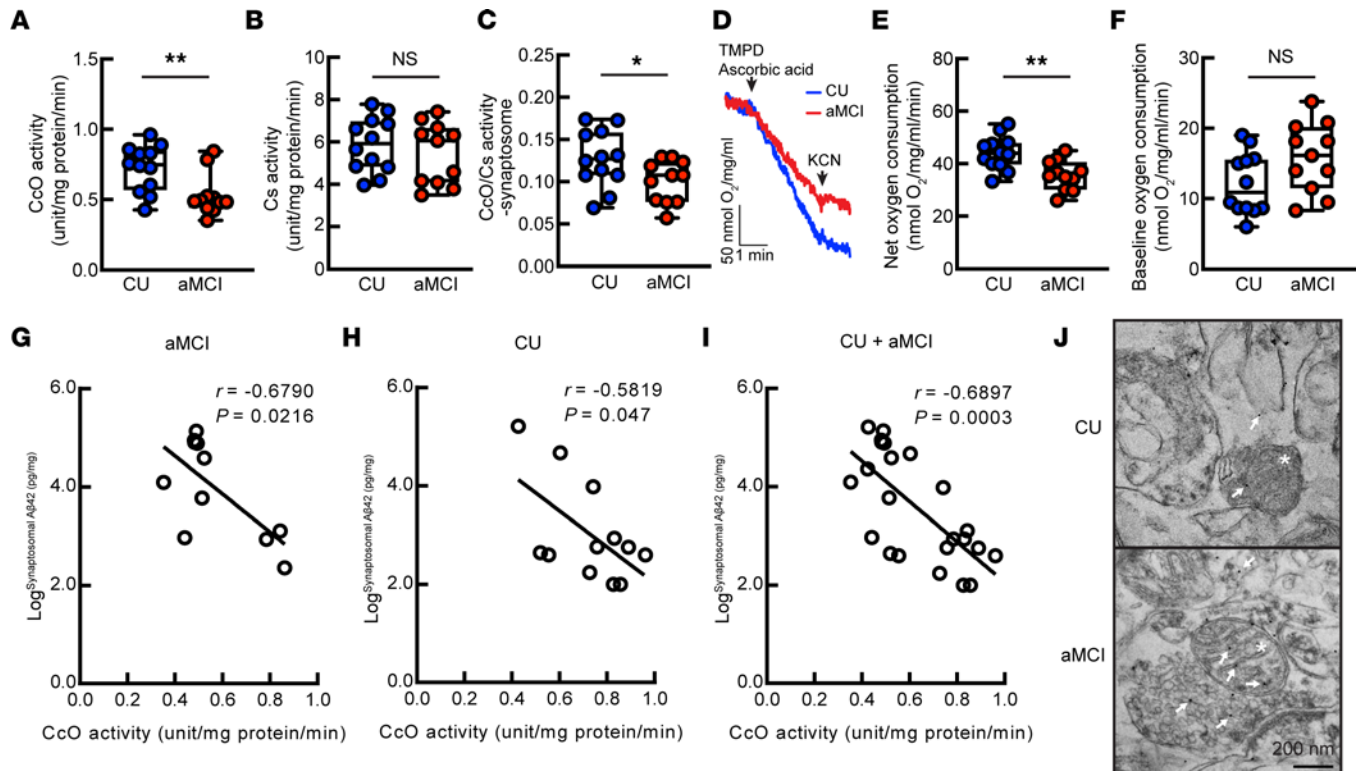 A
CcO activity
(unit/mg protein/min)
1.5
1.0
0.5
0.0
**
CU
aMCI
B
Cs activity
(unit/mg protein/min)
10
8
6
4
2
0
NS
CU
aMCI
C
CcO/Cs activity
-synaptosome
0.25
0.20
0.15
0.10
0.05
0.00
*
CU
aMCI
D
TMPD
Ascorbic acid
CU
aMCI
KCN
50 nmol O2/mg/ml
1 min
E
Net oxygen consumption
(nmol O2/mg/ml/min)
80
60
40
20
0
**
CU
aMCI
F
Baseline oxygen consumption
(nmol O2/mg/ml/min)
30
20
10
0
NS
CU
aMCI
G
aMCI
r = -0.6790
P = 0.0216
Log Synaptosomal Aβ42 (pg/mg)
6.0
4.0
2.0
0.0
0.0 0.2 0.4 0.6 0.8 1.0
CcO activity (unit/mg protein/min)
H
CU
r = -0.5819
P = 0.047
Log Synaptosomal Aβ42 (pg/mg)
6.0
4.0
2.0
0.0
0.0 0.2 0.4 0.6 0.8 1.0
CcO activity (unit/mg protein/min)
I
CU + aMCI
r = -0.6897
P = 0.0003
Log Synaptosomal Aβ42 (pg/mg)
6.0
4.0
2.0
0.0
0.0 0.2 0.4 0.6 0.8 1.0
CcO activity (unit/mg protein/min)
J
CU
*
aMCI
*
200 nm